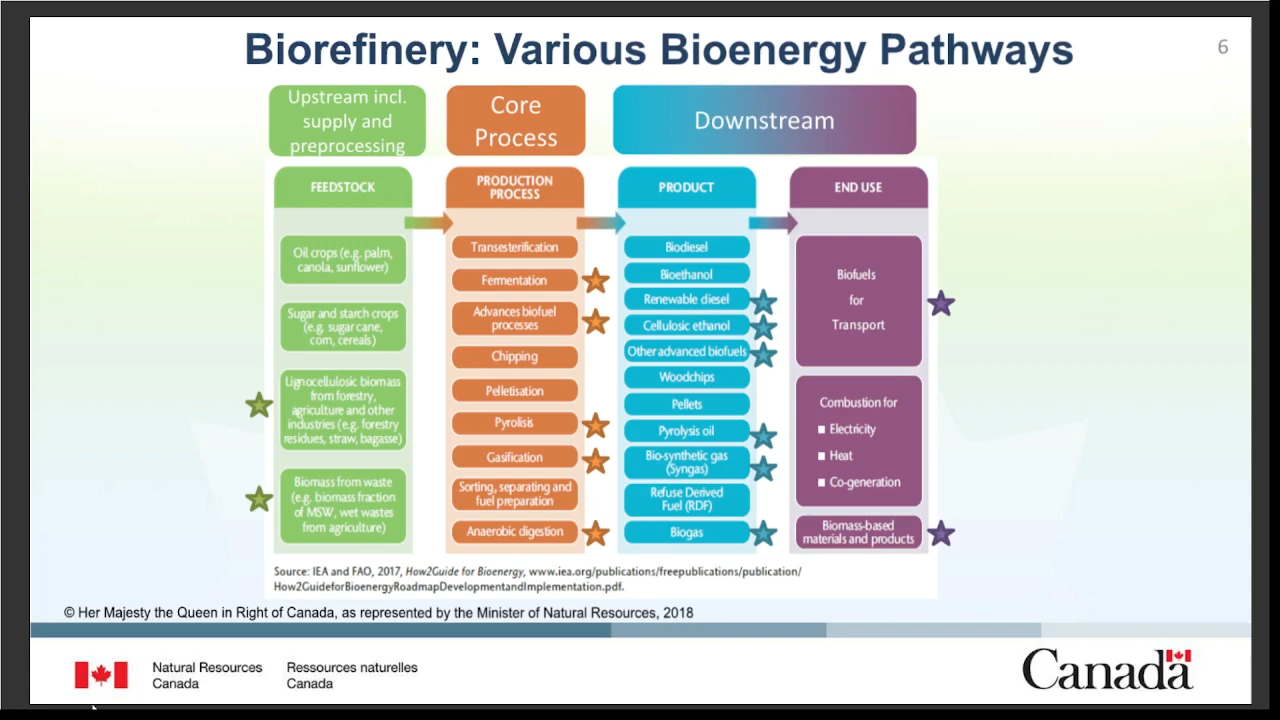 Biorefinery: Various Bioenergy Pathways
6
Upstream incl.
supply and
preprocessing
Core
Process
Downstream
FEEDSTOCK
Oil crops (e.g. palm,
canola, sunflower)
Sugar and starch crops
(e.g. sugar cane,
corn, cereals)
Lignocellulosic biomass
from forestry,
agriculture and other
industries (e.g. forestry
residues, straw, bagasse)
Biomass from waste
(e.g. biomass fraction
of MSW, wet wastes
from agriculture)
PRODUCTION
PROCESS
Transesterification
Fermentation
Advances biofuel
processes
Chipping
Pelletisation
Pyrolisis
Gasification
Sorting, separating and
fuel preparation
Anaerobic digestion
PRODUCT
Biodiesel
Bioethanol
Renewable diesel
Cellulosic ethanol
Other advanced biofuels
Woodchips
Pellets
Pyrolysis oil
Bio-synthetic gas
(Syngas)
Refuse Derived
Fuel (RDF)
Biogas
END USE
Biofuels
for
Transport
Combustion for
■ Electricity
■ Heat
■ Co-generation
Biomass-based
materials and products
Source: IEA and FAO, 2017, How2Guide for Bioenergy, www.iea.org/publications/freepublications/publication/
How2GuideforBioenergyRoadmapDevelopmentandImplementation.pdf.
© Her Majesty the Queen in Right of Canada, as represented by the Minister of Natural Resources, 2018
Natural Resources
Canada
Ressources naturelles
Canada
Canada